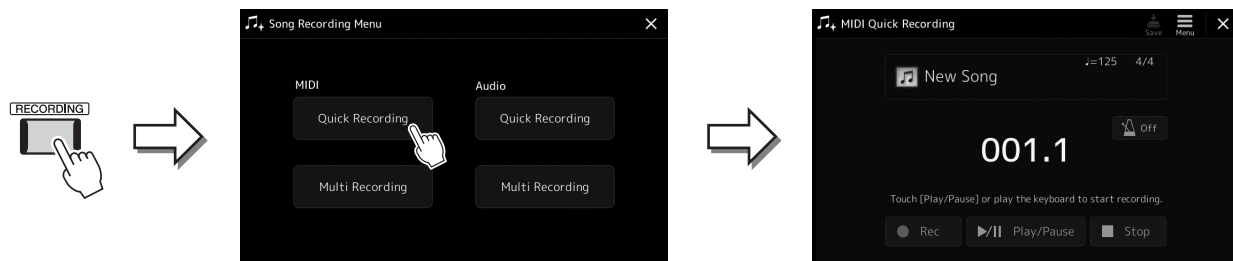 RECORDING
Song Recording Menu
MIDI
Audio
Quick Recording
Quick Recording
Multi Recording
Multi Recording
MIDI Quick Recording
Save
Menu
New Song
♩=125 4/4
Off
001.1
Touch [Play/Pause] or play the keyboard to start recording.
Rec
Play/Pause
Stop